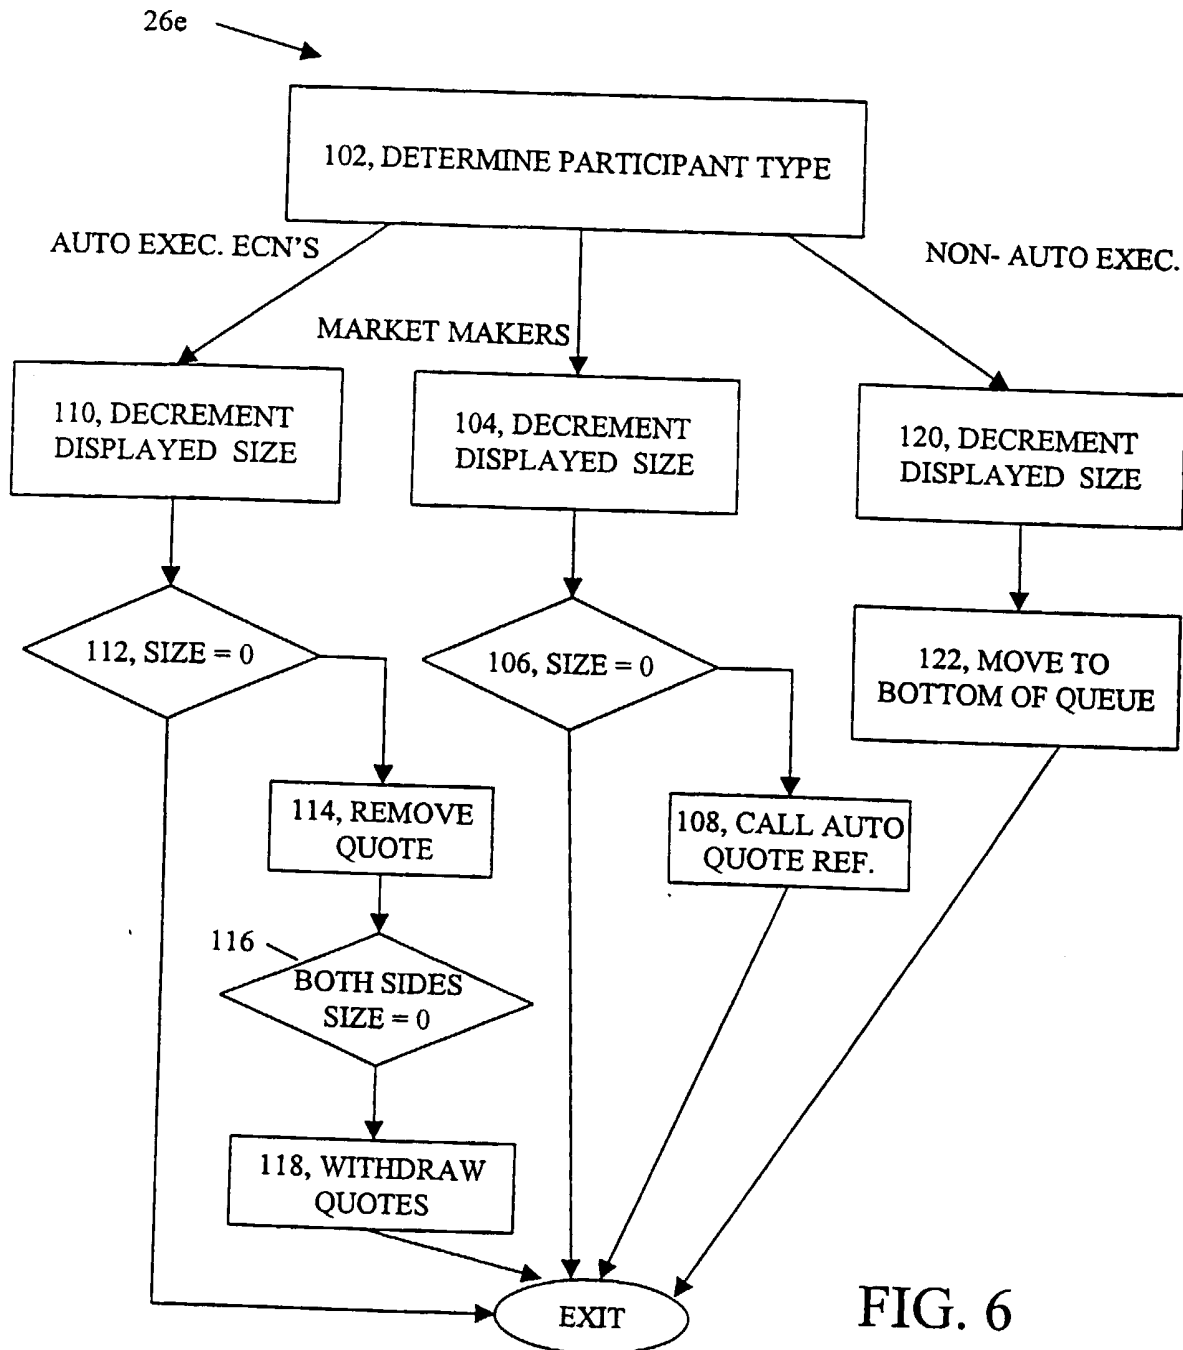 26e
102, DETERMINE PARTICIPANT TYPE
AUTO EXEC. ECN'S
NON- AUTO EXEC.
MARKET MAKERS
110, DECREMENT
DISPLAYED SIZE
104, DECREMENT
DISPLAYED SIZE
120, DECREMENT
DISPLAYED SIZE
112, SIZE = 0
106, SIZE = 0
122, MOVE TO
BOTTOM OF QUEUE
114, REMOVE
QUOTE
108, CALL AUTO
QUOTE REF.
116
BOTH SIDES
SIZE = 0
118, WITHDRAW
QUOTES
EXIT
FIG. 6